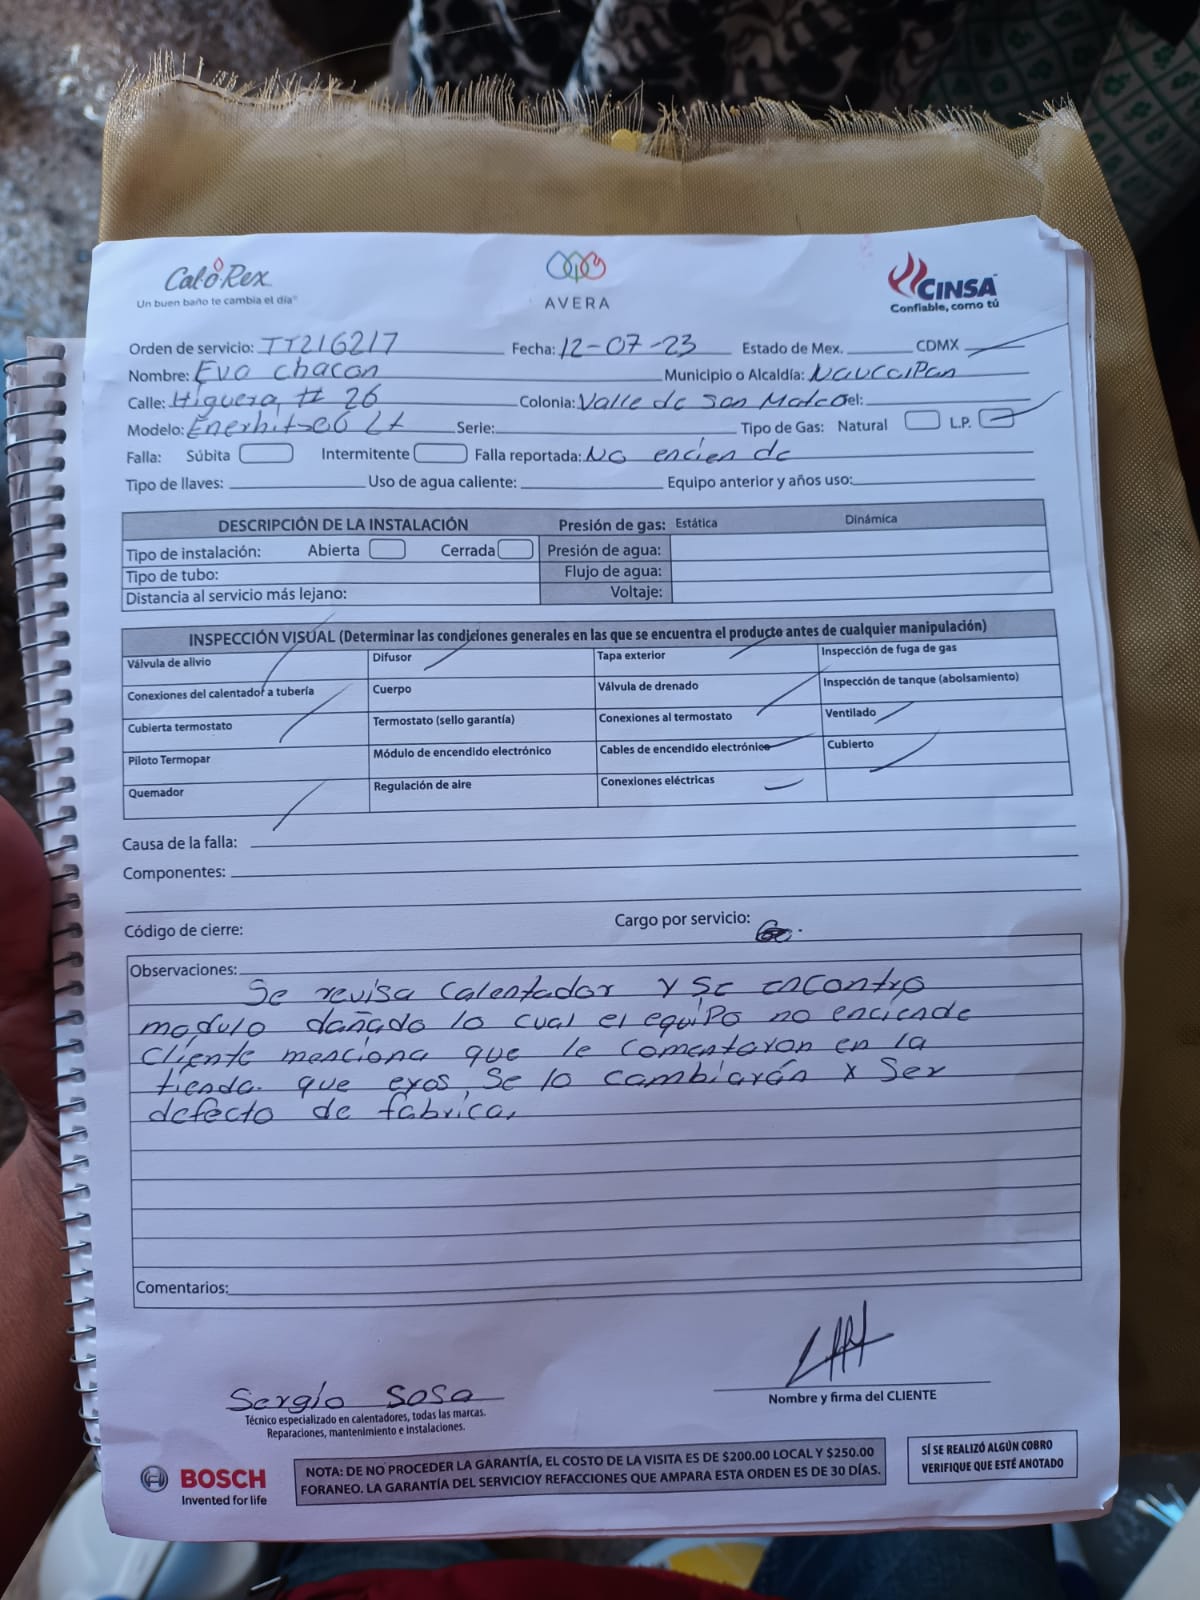 Cal-o-Rex
Un buen baño te cambia el día
AVERA
CINSA
Confiable, como tú
Orden de servicio: TT216217 Fecha: 12-07-23 Estado de Mex. CDMX
Nombre: Eva chacon Municipio o Alcaldía: Naucalpan
Calle: Higuera # 26 Colonia: Valle de San Mateo Tel:
Modelo: Serie: Tipo de Gas: Natural L.P.
Falla: Súbita Intermitente Falla reportada: No enciende
Tipo de llaves: Uso de agua caliente: Equipo anterior y años uso:
DESCRIPCIÓN DE LA INSTALACIÓN Presión de gas: Estática Dinámica
Tipo de instalación: Abierta Cerrada Presión de agua:
Tipo de tubo: Flujo de agua:
Distancia al servicio más lejano: Voltaje:
INSPECCIÓN VISUAL (Determinar las condiciones generales en las que se encuentra el producto antes de cualquier manipulación)
Válvula de alivio Difusor Tapa exterior Inspección de fuga de gas
Conexiones del calentador a tubería Cuerpo Válvula de drenado Inspección de tanque (abolsamiento)
Cubierta termostato Termostato (sello garantía) Conexiones al termostato Ventilado
Piloto Termopar Módulo de encendido electrónico Cables de encendido electrónico Cubierto
Quemador Regulación de aire Conexiones eléctricas
Causa de la falla:
Componentes:
Código de cierre: Cargo por servicio:
Observaciones:
Se revisa calentador y se encontro
modulo dañado lo cual el equipo no enciende
cliente menciona que le comentaron en la
tienda. que eyos se lo cambiarán x ser
defecto de fabrica,
Comentarios:
Sergio Sosa
Técnico especializado en calentadores, todas las marcas.
Reparaciones, mantenimiento e instalaciones.
Nombre y firma del CLIENTE
BOSCH
Invented for life
NOTA: DE NO PROCEDER LA GARANTÍA, EL COSTO DE LA VISITA ES DE $200.00 LOCAL Y $250.00
FORANEO. LA GARANTÍA DEL SERVICIOY REFACCIONES QUE AMPARA ESTA ORDEN ES DE 30 DÍAS.
SÍ SE REALIZÓ ALGÚN COBRO
VERIFIQUE QUE ESTÉ ANOTADO